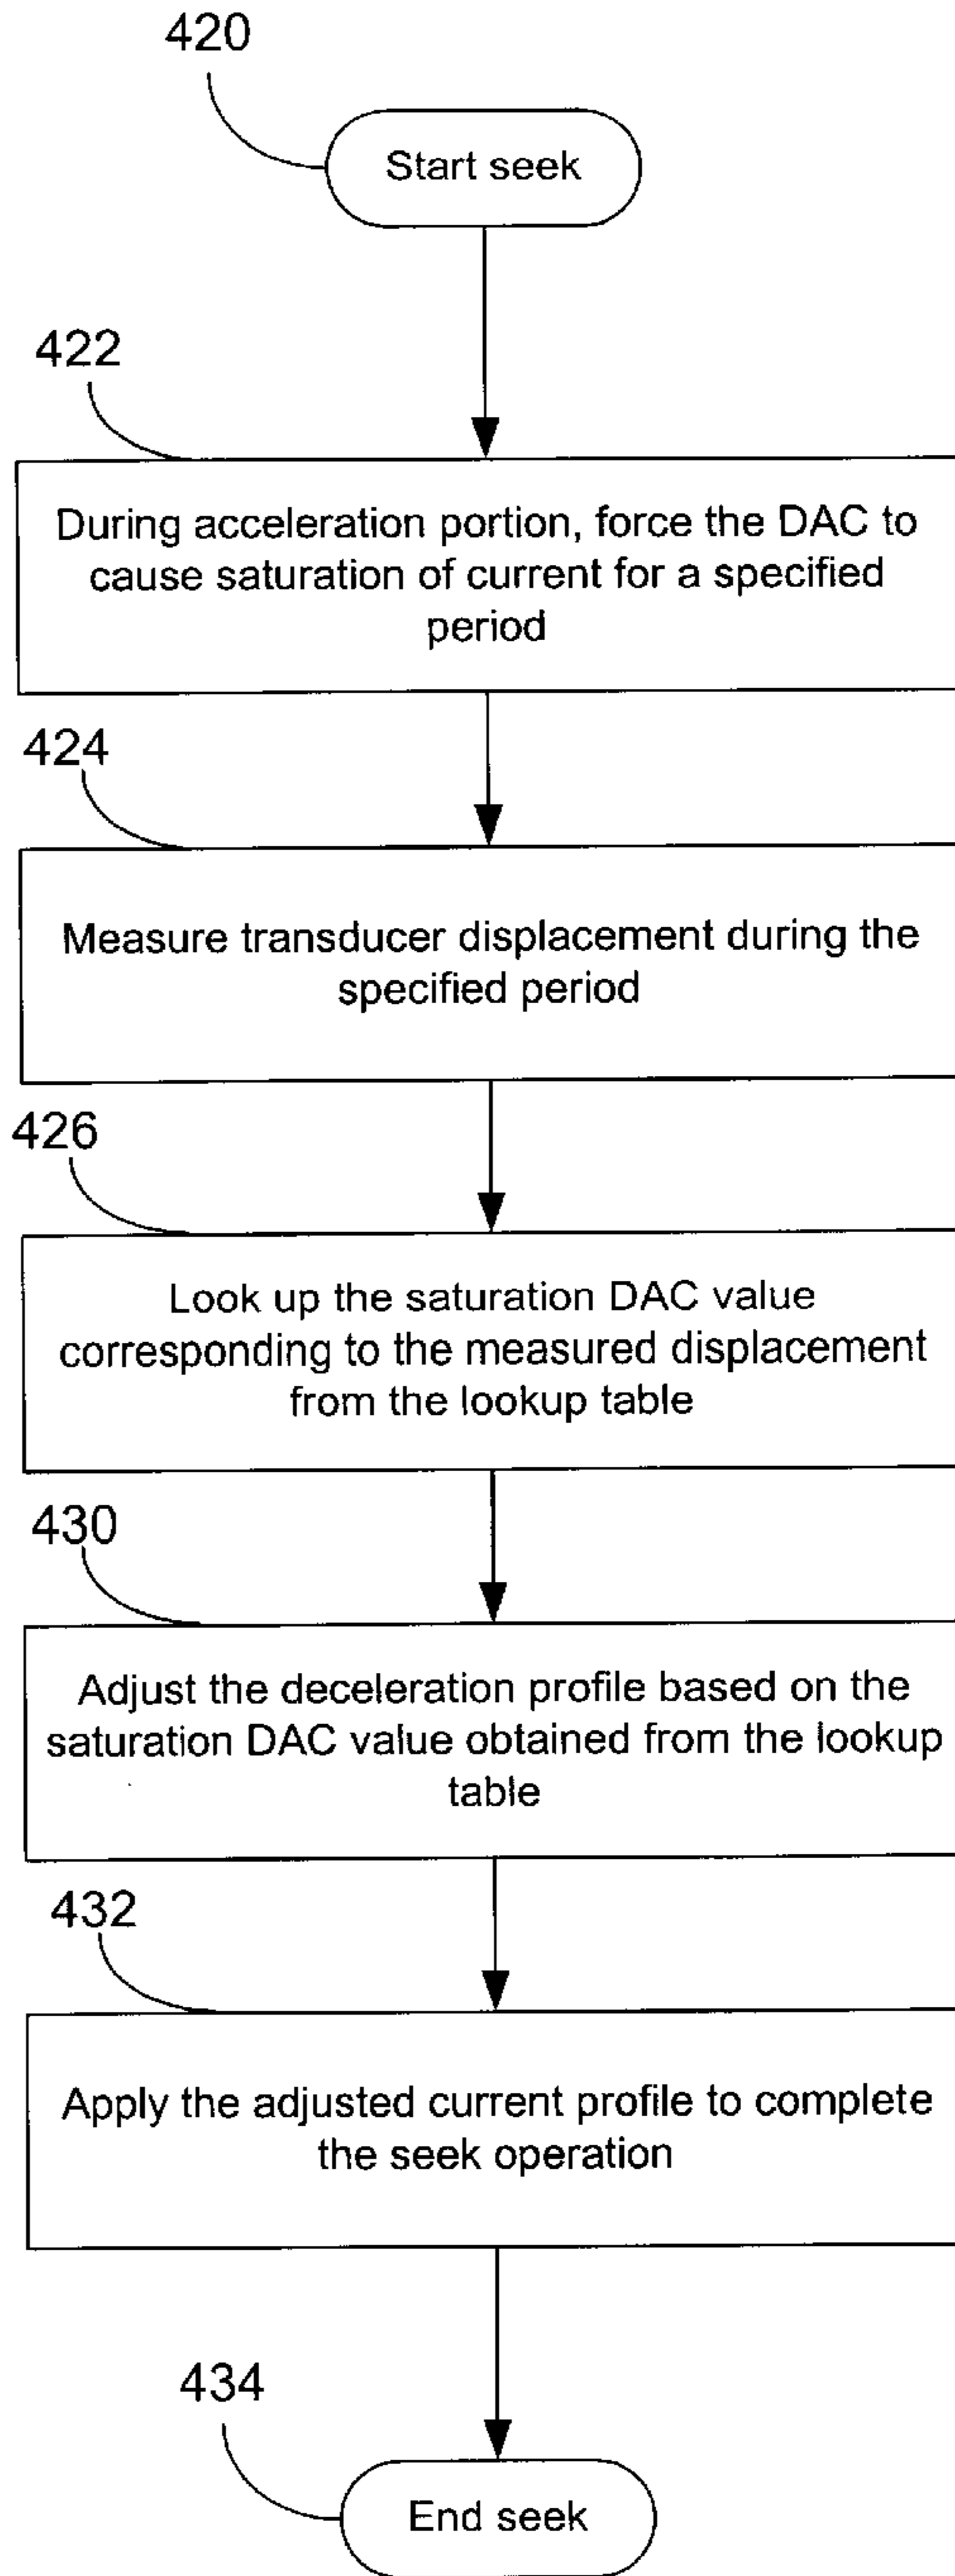 420
Start seek
422
During acceleration portion, force the DAC to
cause saturation of current for a specified
period
424
Measure transducer displacement during the
specified period
426
Look up the saturation DAC value
corresponding to the measured displacement
from the lookup table
430
Adjust the deceleration profile based on the
saturation DAC value obtained from the lookup
table
432
Apply the adjusted current profile to complete
the seek operation
434
End seek